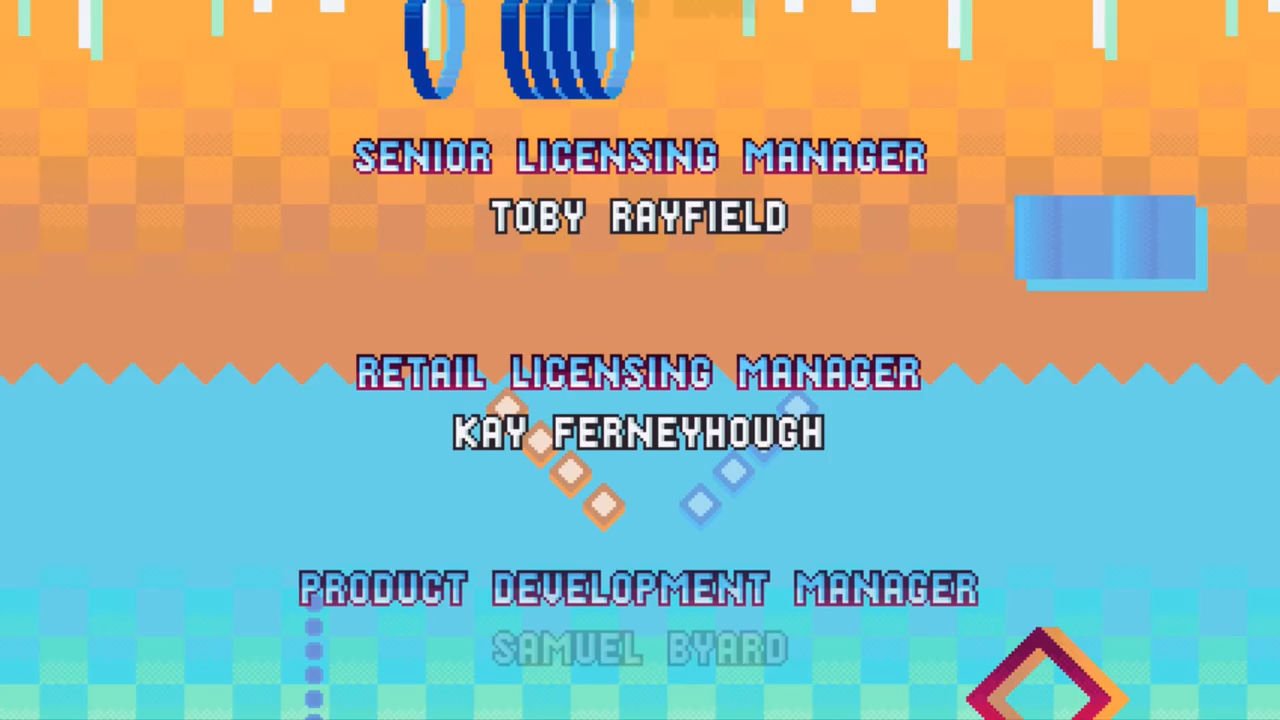 SENIOR LICENSING MANAGER
TOBY RAYFIELD
RETAIL LICENSING MANAGER
KAY FERNEYHOUGH
PRODUCT DEVELOPMENT MANAGER
SAMUEL BYARD